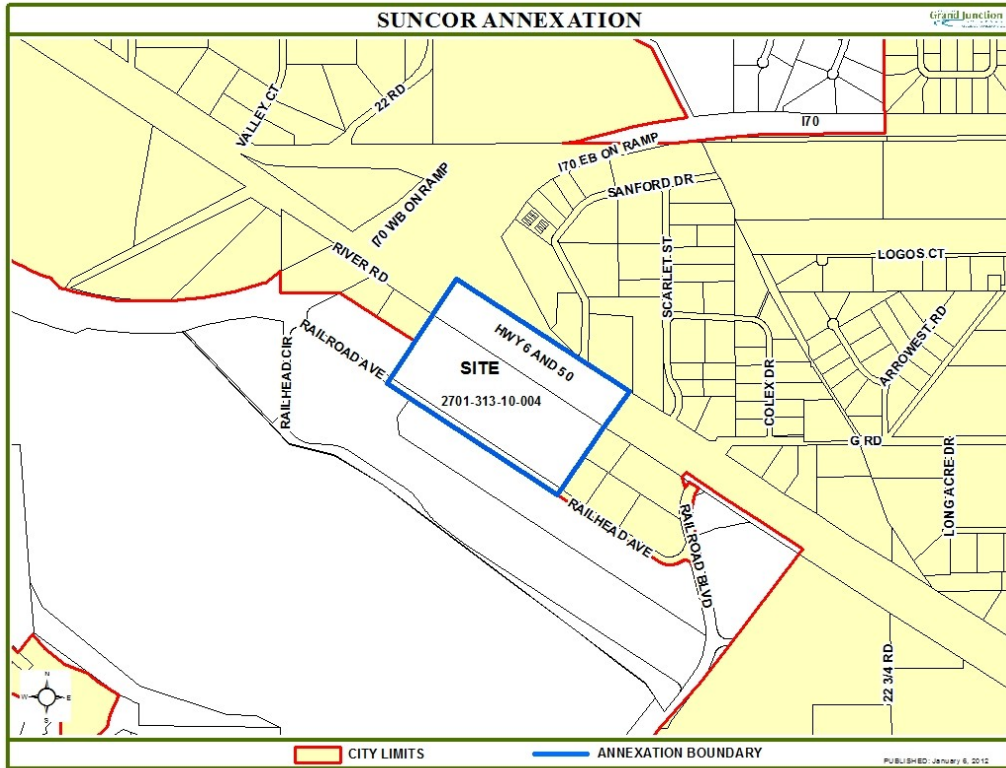 SUNCOR ANNEXATION
Grand Junction
VALLEY CT
22 RD
I70
I70 EB ON RAMP
SANFORD DR
I70 WB ON RAMP
RIVER RD
SCARLET ST
LOGOS CT
RAILROAD AVE
RAILHEAD CIR
HWY 6 AND 50
SITE
2701-313-10-004
COLEX DR
ARROWEST RD
G RD
LONG ACRE DR
RAILHEAD AVE
RAILROAD BLVD
22 3/4 RD
N
W
E
S
CITY LIMITS
ANNEXATION BOUNDARY
PUBLISHED: January 6, 2012